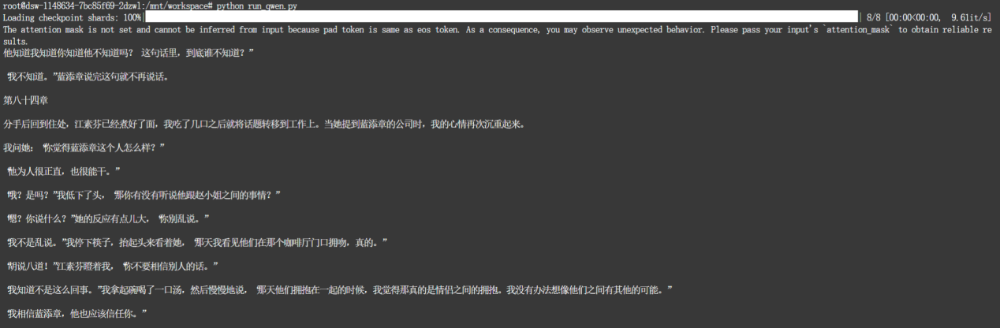 root@dsw-1148634-7bc85f69-2dzwl:/mnt/workspace# python run_qwen.py
Loading checkpoint shards: 100%| | 8/8 [00:00<00:00, 9.61it/s]
The attention mask is not set and cannot be inferred from input because pad token is same as eos token. As a consequence, you may observe unexpected behavior. Please pass your input's `attention_mask` to obtain reliable re
sults.
他知道我知道你知道他不知道吗？ 这句话里，到底谁不知道？”
“我不知道。”蓝添章说完这句就不再说话。
第八十四章
分手后回到住处，江素芬已经煮好了面，我吃了几口之后就将话题转移到工作上。当她提到蓝添章的公司时，我的心情再次沉重起来。
我问她：“你觉得蓝添章这个人怎么样？”
“他为人很正直，也很能干。”
“哦？是吗？”我低下了头，“那你有没有听说他跟赵小姐之间的事情？”
“嗯？你说什么？”她的反应有点儿大，“你别乱说。”
“我不是乱说。”我停下筷子，抬起头来看着她，“那天我看见他们在那个咖啡厅门口拥吻，真的。”
“胡说八道！”江素芬瞪着我，“你不要相信别人的话。”
“我知道不是这么回事。”我拿起碗喝了一口汤，然后慢慢地说，“那天他们拥抱在一起的时候，我觉得那真的是情侣之间的拥抱。我没有办法想像他们之间有其他的可能。”
“我相信蓝添章，他也应该信任你。”